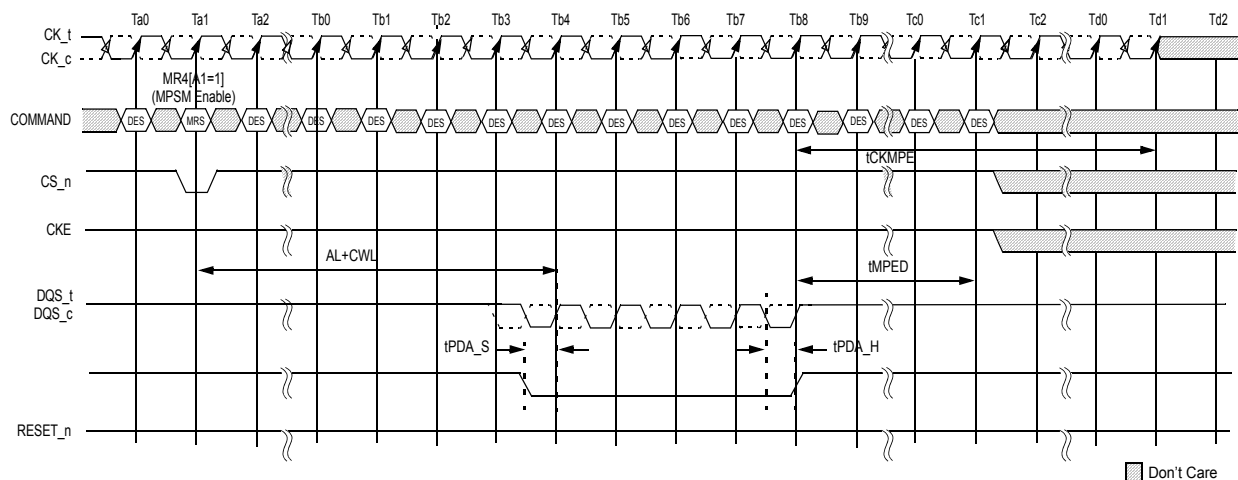 Ta0 Ta1 Ta2 Tb0 Tb1 Tb2 Tb3 Tb4 Tb5 Tb6 Tb7 Tb8 Tb9 Tc0 Tc1 Tc2 Td0 Td1 Td2
CK_t
CK_c
MR4[A1=1]
(MPSM Enable)
COMMAND DES MRS DES DES DES DES DES DES DES DES DES DES DES DES DES
tCKMPE
CS_n
CKE
AL+CWL tMPED
DQS_t
DQS_c
tPDA_S tPDA_H
RESET_n
Don't Care